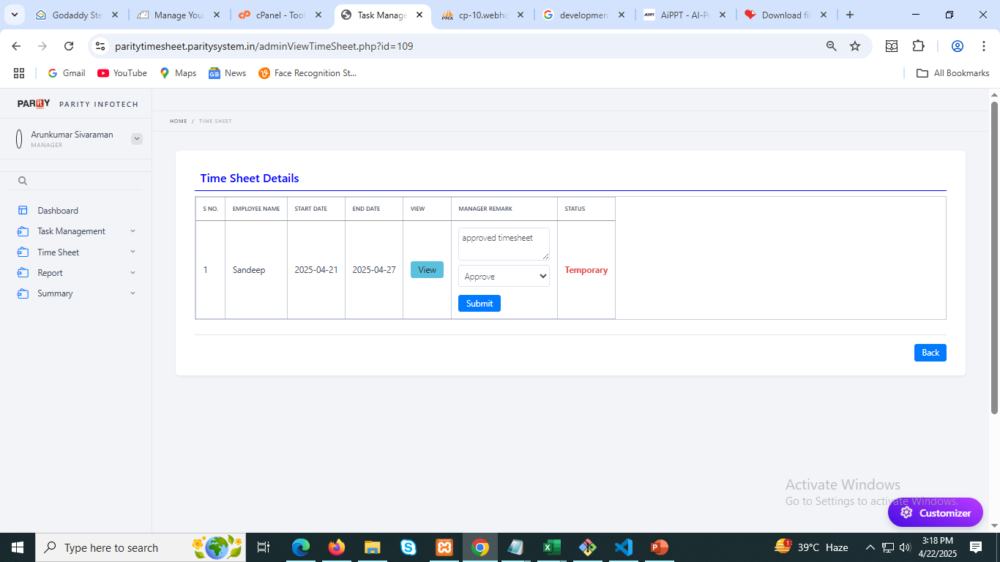 Godaddy Ste
Manage Your
cPanel - Tool
Task Manage
cp-10.webho
development
AiPPT - AI-Po
Download fil
paritytimesheet.paritysystem.in/adminViewTimeSheet.php?id=109
Gmail
YouTube
Maps
News
Face Recognition St...
All Bookmarks
PARITY PARITY INFOTECH
HOME / TIME SHEET
Arunkumar Sivaraman
MANAGER
Dashboard
Task Management
Time Sheet
Report
Summary
Time Sheet Details
S NO. EMPLOYEE NAME START DATE END DATE VIEW MANAGER REMARK STATUS
approved timesheet
1 Sandeep 2025-04-21 2025-04-27 View Temporary
Approve
Submit
Back
Activate Windows
Go to Settings to activate Windows.
Customizer
Type here to search
39°C Haze
3:18 PM
4/22/2025